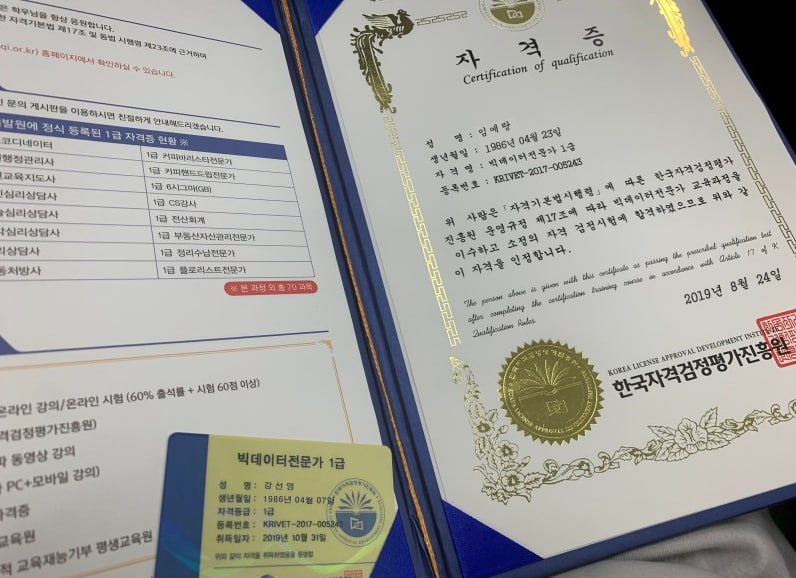 은 학우님을 항상 응원합니다.
한 자격기본법 제17조 및 동법 시행령 제23조에 근거하여
qi.or.kr) 홈페이지에서 확인하실 수 있습니다.
문의 게시판을 이용하시면 친절하게 안내해드리겠습니다.
발원에 정식 등록된 1급 자격증 현황 ※
코디네이터
1급 커피바리스타전문가
행정관리사
1급 커피핸드드립전문가
교육지도사
1급 6시그마(GB)
심리상담사
1급 CS강사
심리상담사
1급 전산회계
심리상담사
1급 부동산자산관리전문가
리상담사
1급 정리수납전문가
동처방사
1급 플로리스트전문가
※ 본 과정 외 총 70 과목
온라인 강의/온라인 시험 (60% 출석률 + 시험 60점 이상)
격검정평가진흥원)
동영상 강의
PC+모바일 강의)
자격증
교육원
적 교육재능기부 평생교육원
빅데이터전문가 1급
성 명 : 강선영
생년월일 : 1986년 04월 07일
자격등급 : 1급
등록번호 : KRIVET-2017-005243
취득일 : 2019년 10월 31일
위와 같이 자격을 취득하였음을 증명함
자 격 증
Certification of qualification
성 명 : 임예랑
생년월일 : 1986년 04월 23일
자 격 명 : 빅데이터전문가 1급
등록번호 : KRIVET-2017-005243
위 사람은 「자격기본법시행령」에 따른 한국자격검정평가
진흥원 운영규정 제17조에 따라 빅데이터전문가 교육과정을
이수하고 소정의 자격 검정시험에 합격하였으므로 위와 같
이 자격을 인정합니다.
The person above is given with this certificate as passing the prescribed qualification test
after completing the certification training course in accordance with Article 17 of K
Qualification Rules.
2019년 8월 24일
KOREA LICENSE APPROVAL DEVELOPMENT INSTI
한국자격검정평가진흥원